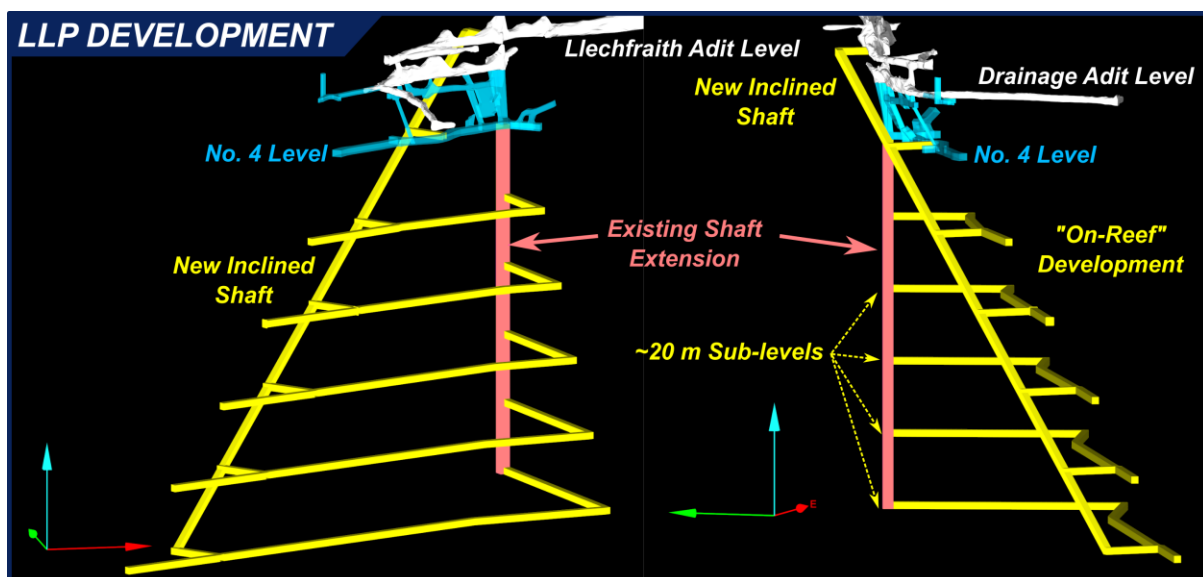 LLP DEVELOPMENT
Llechfraith Adit Level
No. 4 Level
New Inclined
Shaft
Existing Shaft
Extension
~20 m Sub-levels
New Inclined
Shaft
Drainage Adit Level
No. 4 Level
"On-Reef"
Development
E